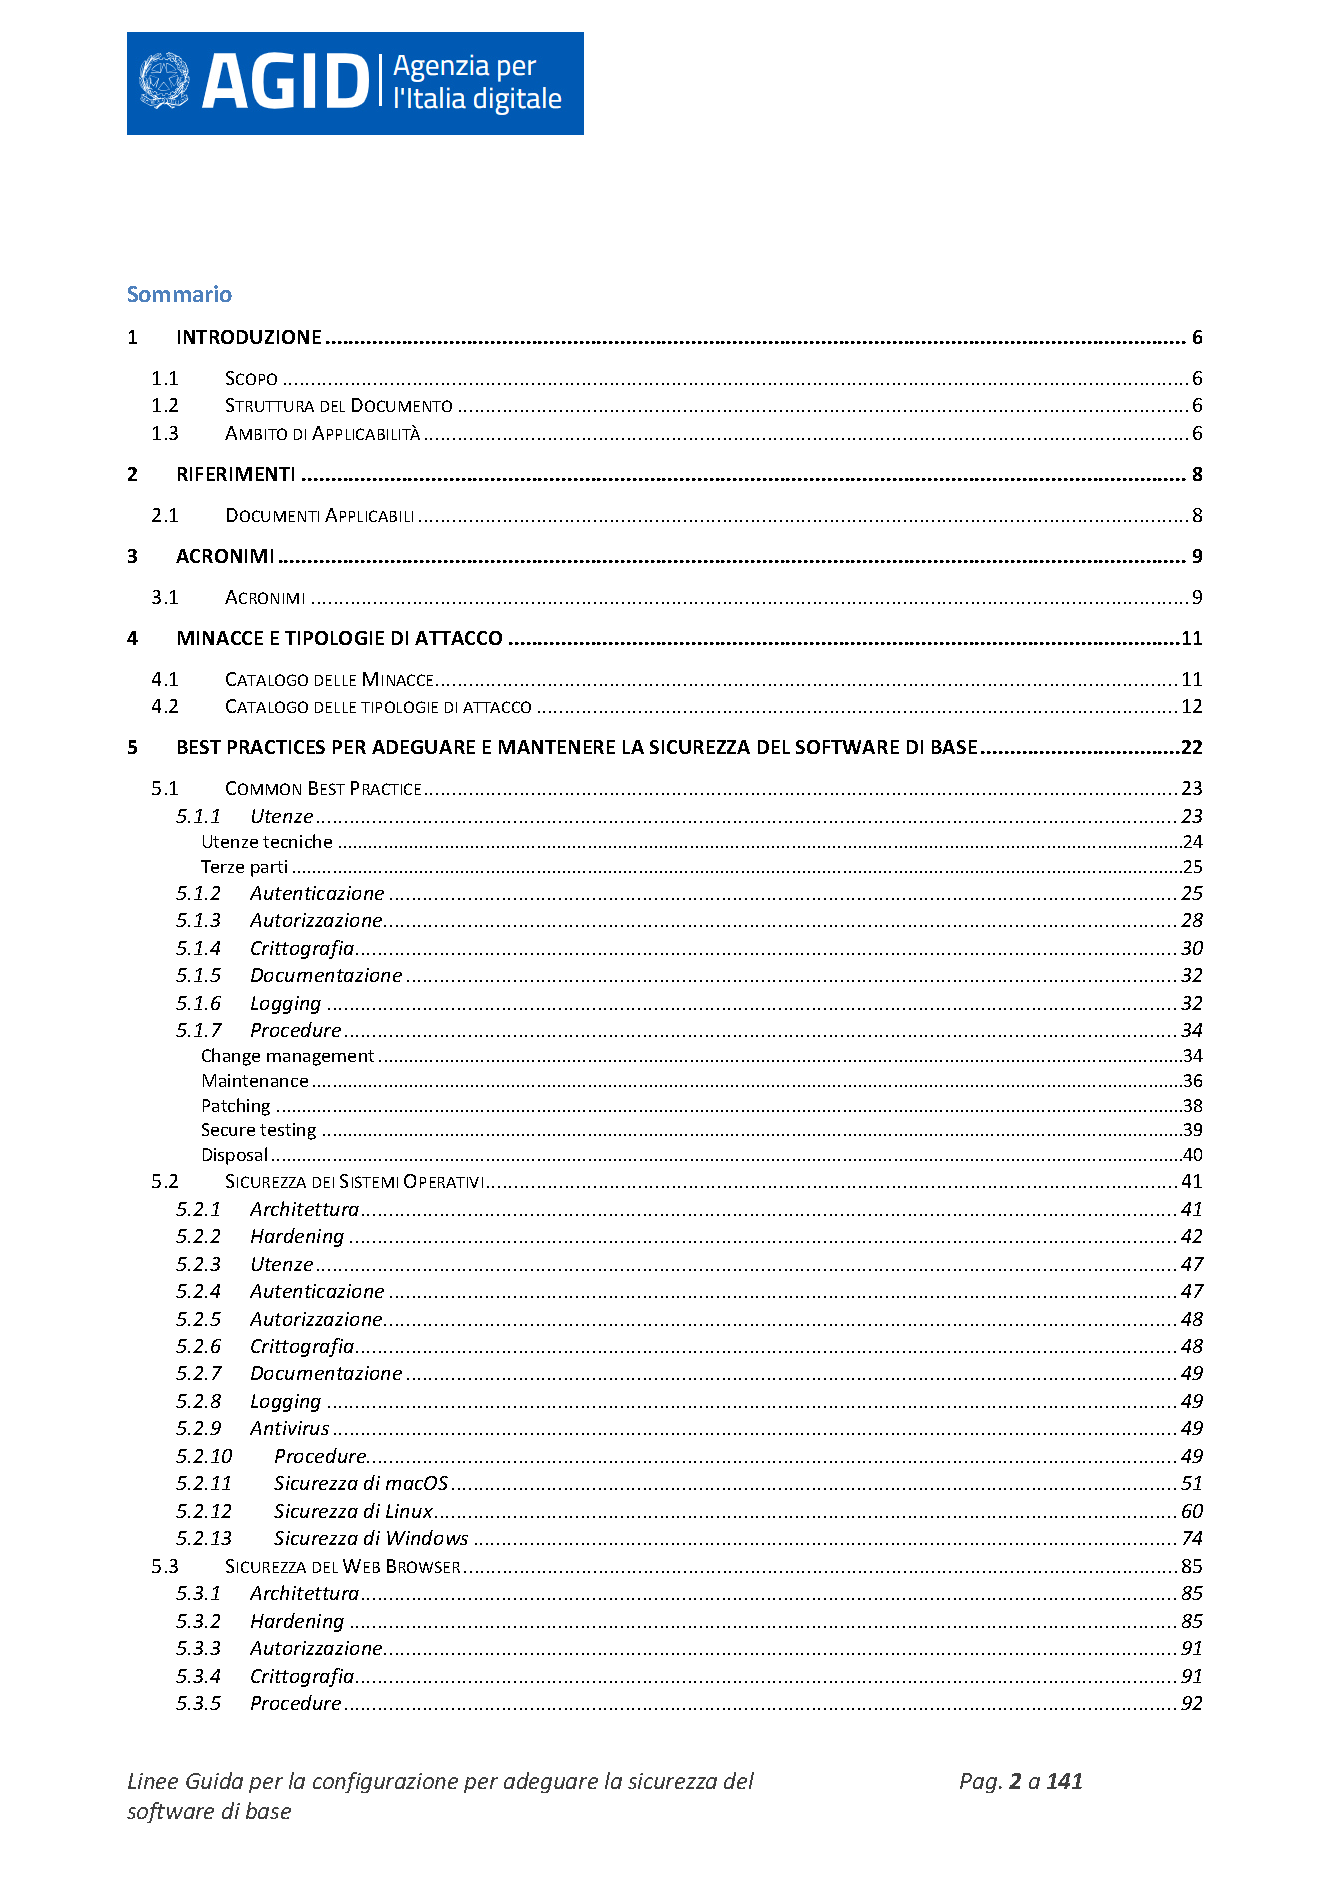 AGID Agenzia per
l'Italia digitale
Sommario
1 INTRODUZIONE 6
1.1 SCOPO 6
1.2 STRUTTURA DEL DOCUMENTO 6
1.3 AMBITO DI APPLICABILITÀ 6
2 RIFERIMENTI 8
2.1 DOCUMENTI APPLICABILI 8
3 ACRONIMI 9
3.1 ACRONIMI 9
4 MINACCE E TIPOLOGIE DI ATTACCO 11
4.1 CATALOGO DELLE MINACCE 11
4.2 CATALOGO DELLE TIPOLOGIE DI ATTACCO 12
5 BEST PRACTICES PER ADEGUARE E MANTENERE LA SICUREZZA DEL SOFTWARE DI BASE 22
5.1 COMMON BEST PRACTICE 23
5.1.1 Utenze 23
Utenze tecniche 24
Terze parti 25
5.1.2 Autenticazione 25
5.1.3 Autorizzazione 28
5.1.4 Crittografia 30
5.1.5 Documentazione 32
5.1.6 Logging 32
5.1.7 Procedure 34
Change management 34
Maintenance 36
Patching 38
Secure testing 39
Disposal 40
5.2 SICUREZZA DEI SISTEMI OPERATIVI 41
5.2.1 Architettura 41
5.2.2 Hardening 42
5.2.3 Utenze 47
5.2.4 Autenticazione 47
5.2.5 Autorizzazione 48
5.2.6 Crittografia 48
5.2.7 Documentazione 49
5.2.8 Logging 49
5.2.9 Antivirus 49
5.2.10 Procedure 49
5.2.11 Sicurezza di macOS 51
5.2.12 Sicurezza di Linux 60
5.2.13 Sicurezza di Windows 74
5.3 SICUREZZA DEL WEB BROWSER 85
5.3.1 Architettura 85
5.3.2 Hardening 85
5.3.3 Autorizzazione 91
5.3.4 Crittografia 91
5.3.5 Procedure 92
Linee Guida per la configurazione per adeguare la sicurezza del Pag. 2 a 141
software di base